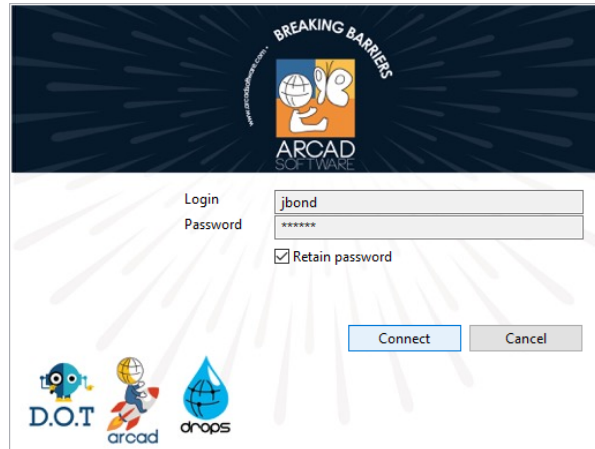 BREAKING BARRIERS
www.arcadsoftware.com •
ARCAD
SOFTWARE
Login jbond
Password ******
Retain password
Connect Cancel
D.O.T arcad drops